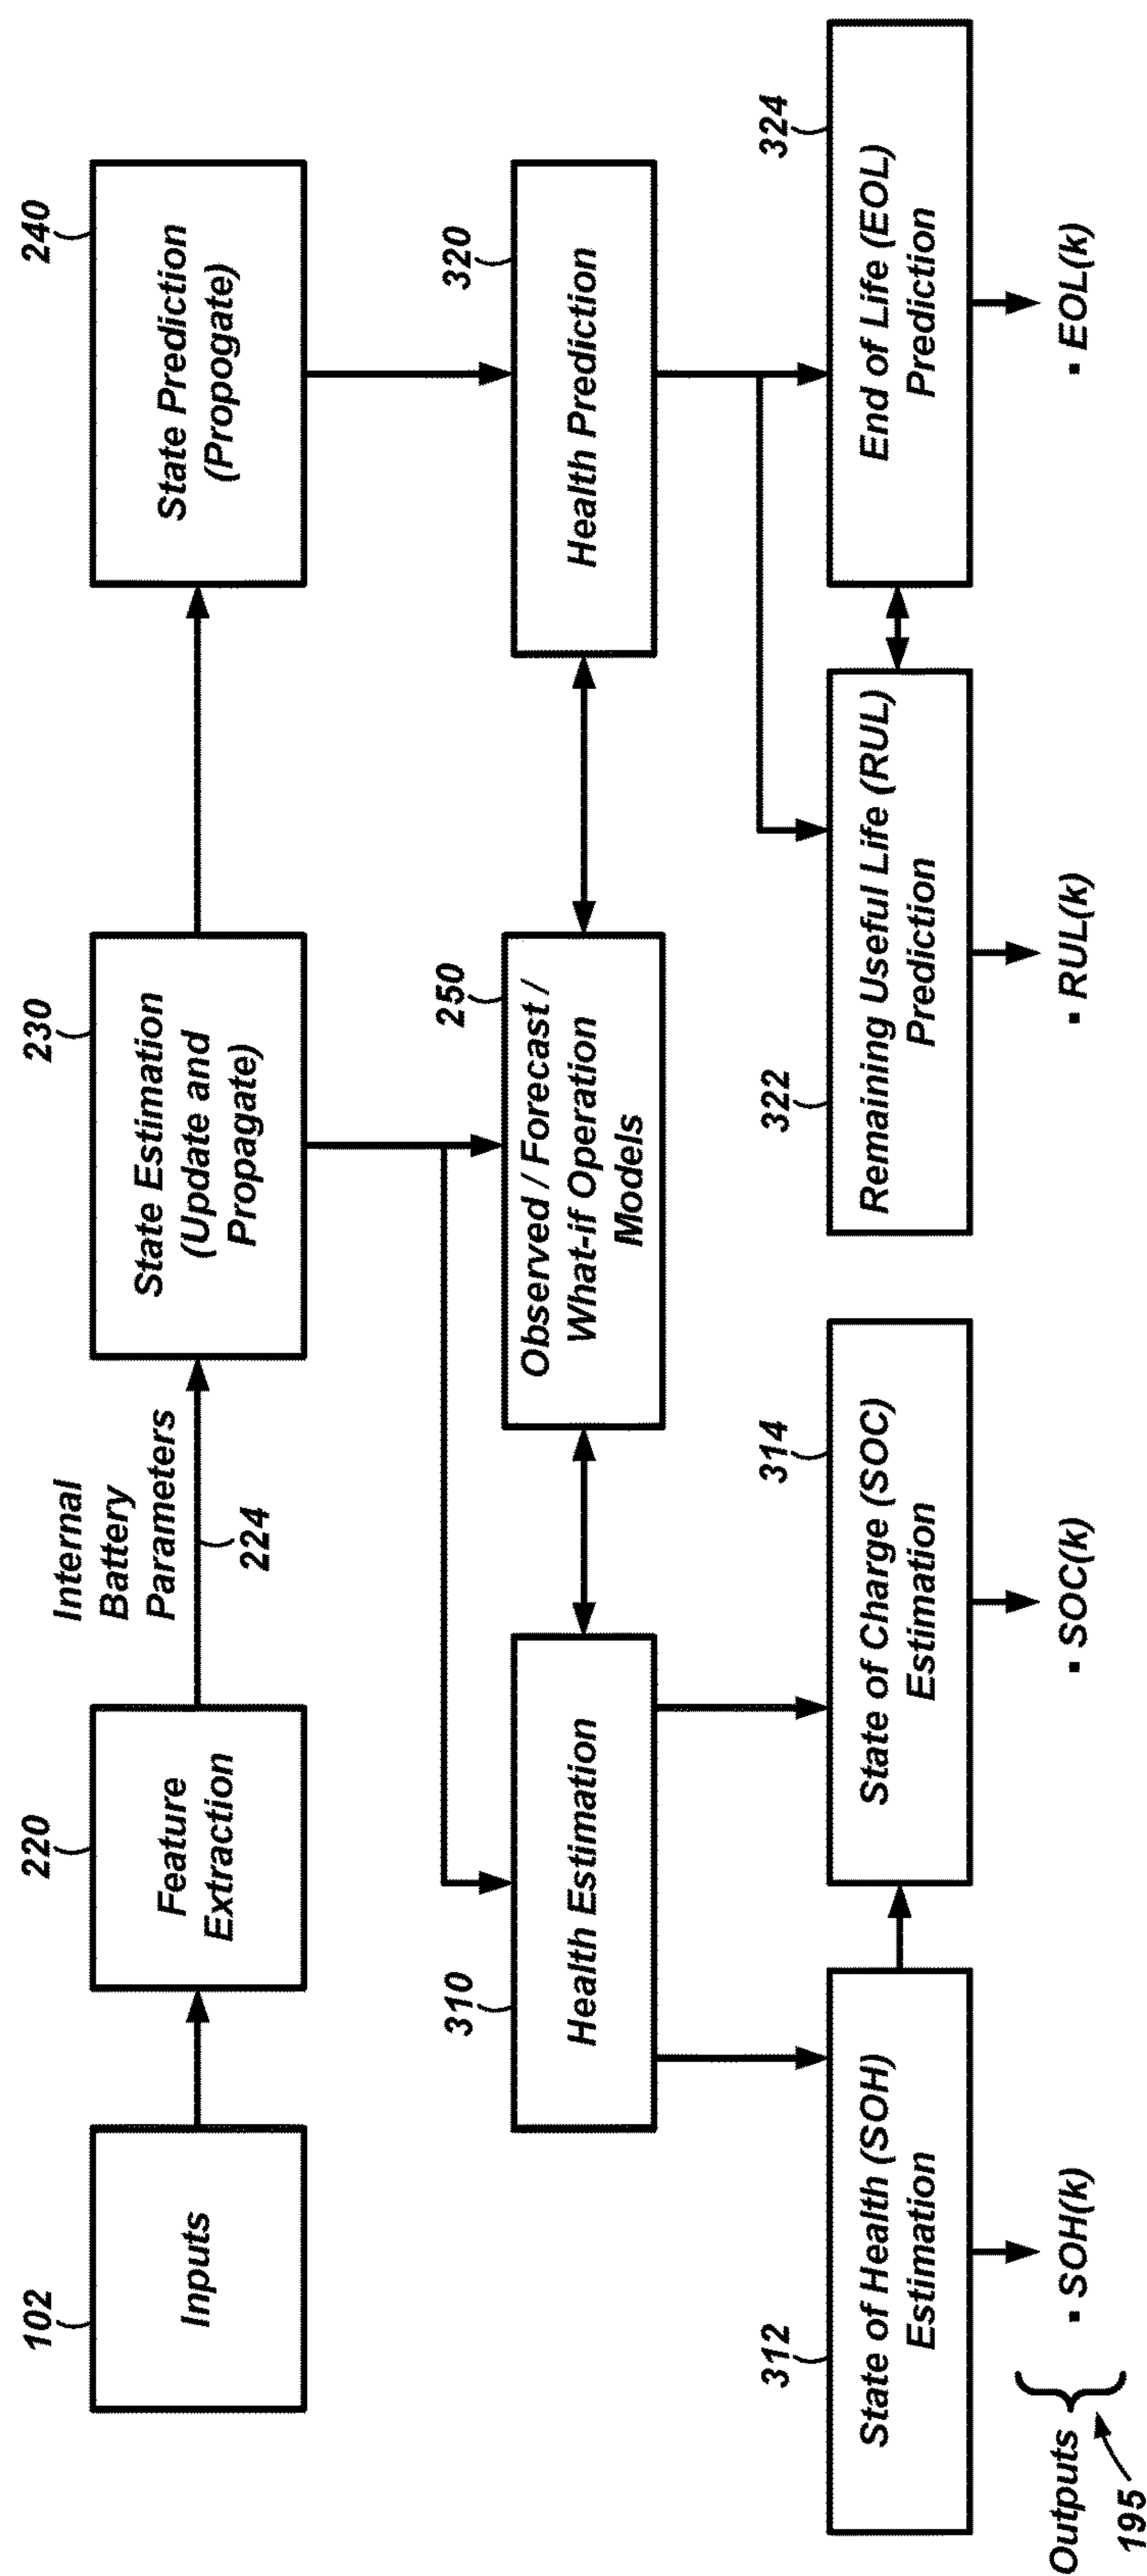 102
Inputs
220
Feature
Extraction
Internal
Battery
Parameters
224
230
State Estimation
(Update and
Propagate)
240
State Prediction
(Propogate)
310
Health Estimation
250
Observed / Forecast /
What-if Operation
Models
320
Health Prediction
312
State of Health (SOH)
Estimation
314
State of Charge (SOC)
Estimation
322
Remaining Useful Life (RUL)
Prediction
324
End of Life (EOL)
Prediction
Outputs
195
▪ SOH(k)
▪ SOC(k)
▪ RUL(k)
▪ EOL(k)